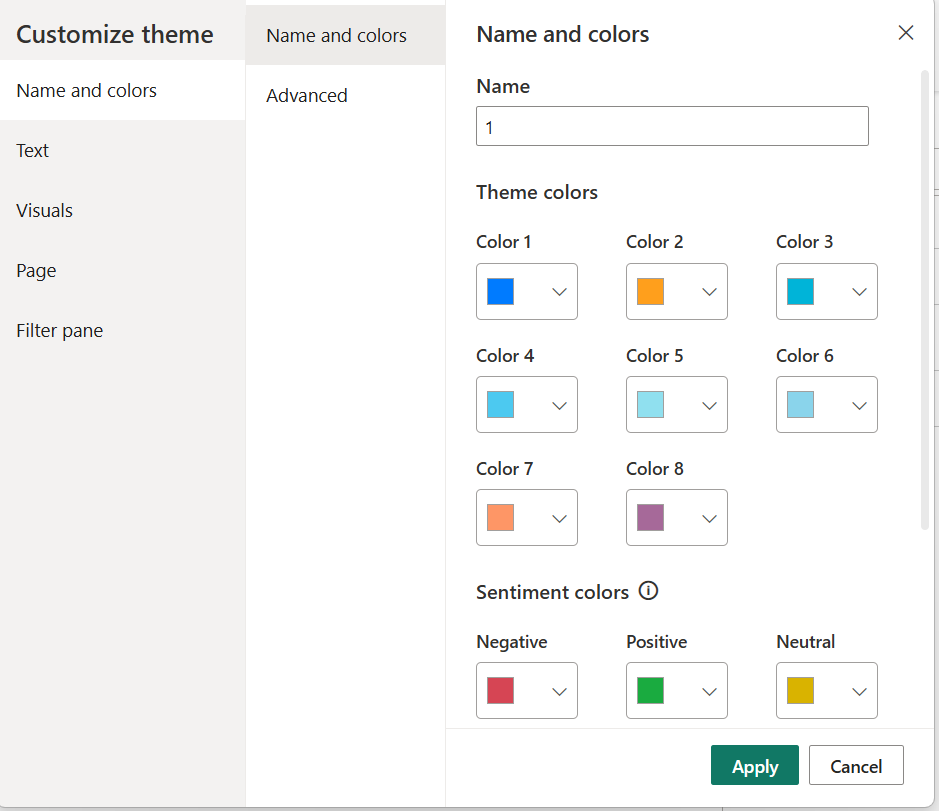 Customize theme
Name and colors
Text
Visuals
Page
Filter pane
Name and colors
Advanced
Name and colors
Name
1
Theme colors
Color 1 Color 2 Color 3
Color 4 Color 5 Color 6
Color 7 Color 8
Sentiment colors
Negative Positive Neutral
Apply Cancel